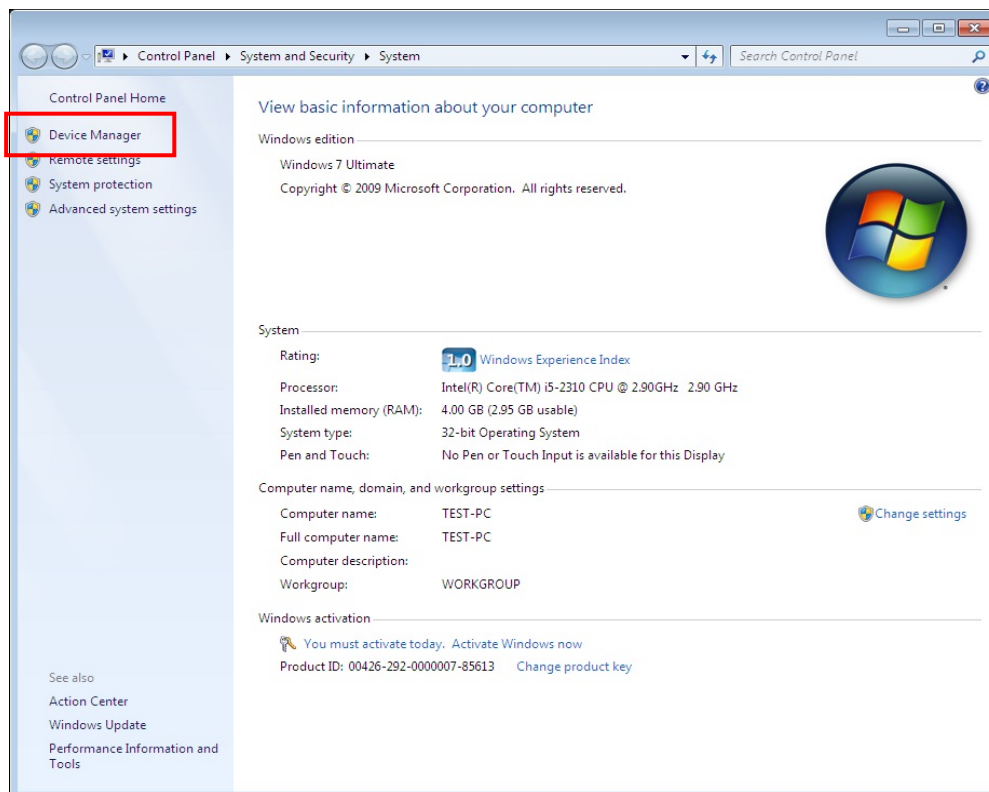 Control Panel ▸ System and Security ▸ System
Search Control Panel
Control Panel Home
Device Manager
Remote settings
System protection
Advanced system settings
See also
Action Center
Windows Update
Performance Information and
Tools
View basic information about your computer
Windows edition
Windows 7 Ultimate
Copyright © 2009 Microsoft Corporation. All rights reserved.
System
Rating: 1.0 Windows Experience Index
Processor: Intel(R) Core(TM) i5-2310 CPU @ 2.90GHz 2.90 GHz
Installed memory (RAM): 4.00 GB (2.95 GB usable)
System type: 32-bit Operating System
Pen and Touch: No Pen or Touch Input is available for this Display
Computer name, domain, and workgroup settings
Computer name: TEST-PC Change settings
Full computer name: TEST-PC
Computer description:
Workgroup: WORKGROUP
Windows activation
You must activate today. Activate Windows now
Product ID: 00426-292-0000007-85613 Change product key